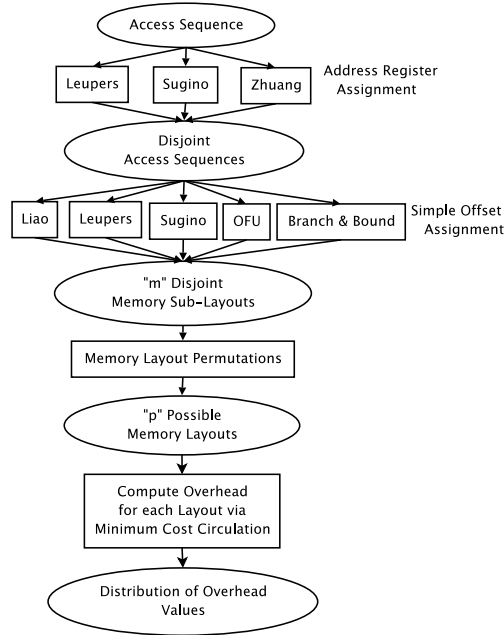 Access Sequence
Leupers
Sugino
Zhuang
Address Register
Assignment
Disjoint
Access Sequences
Liao
Leupers
Sugino
OFU
Branch & Bound
Simple Offset
Assignment
"m" Disjoint
Memory Sub-Layouts
Memory Layout Permutations
"p" Possible
Memory Layouts
Compute Overhead
for each Layout via
Minimum Cost Circulation
Distribution of Overhead
Values